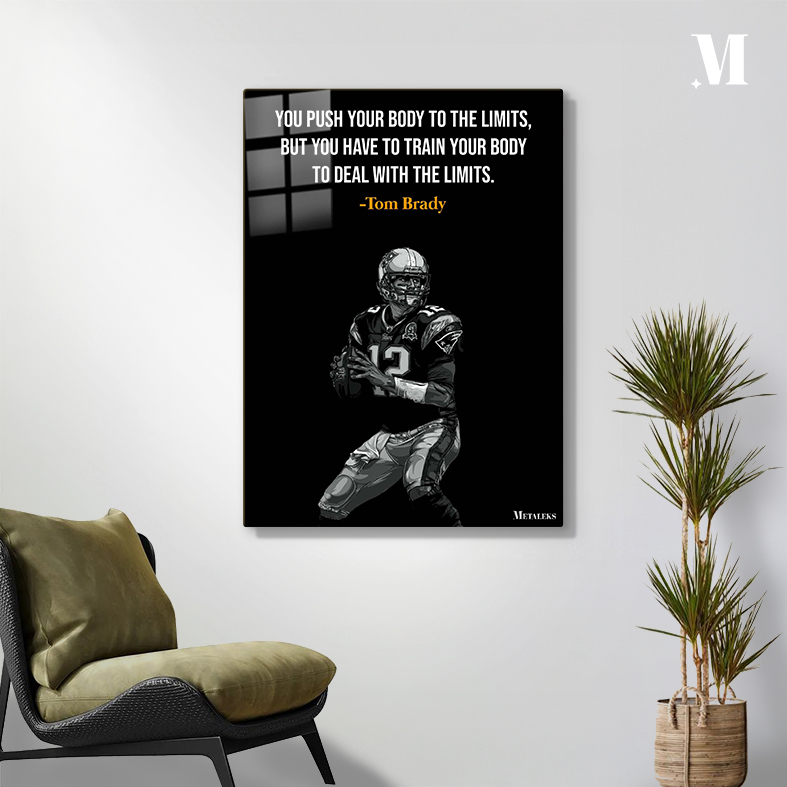 M
YOU PUSH YOUR BODY TO THE LIMITS,
BUT YOU HAVE TO TRAIN YOUR BODY
TO DEAL WITH THE LIMITS.
-Tom Brady
12
12
METALEKS